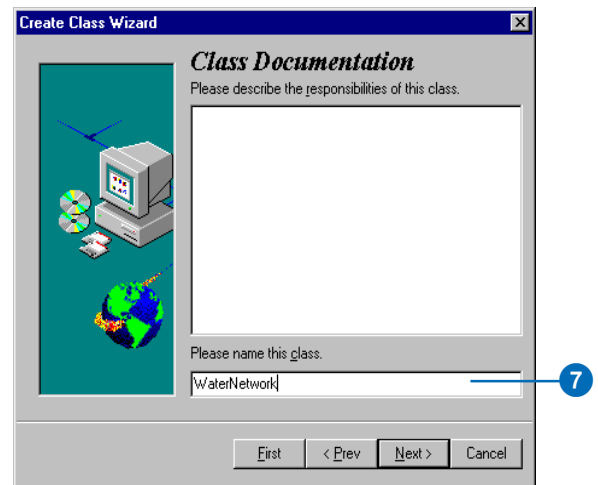 Create Class Wizard
Class Documentation
Please describe the responsibilities of this class.
Please name this class.
WaterNetwork
7
First
< Prev
Next >
Cancel